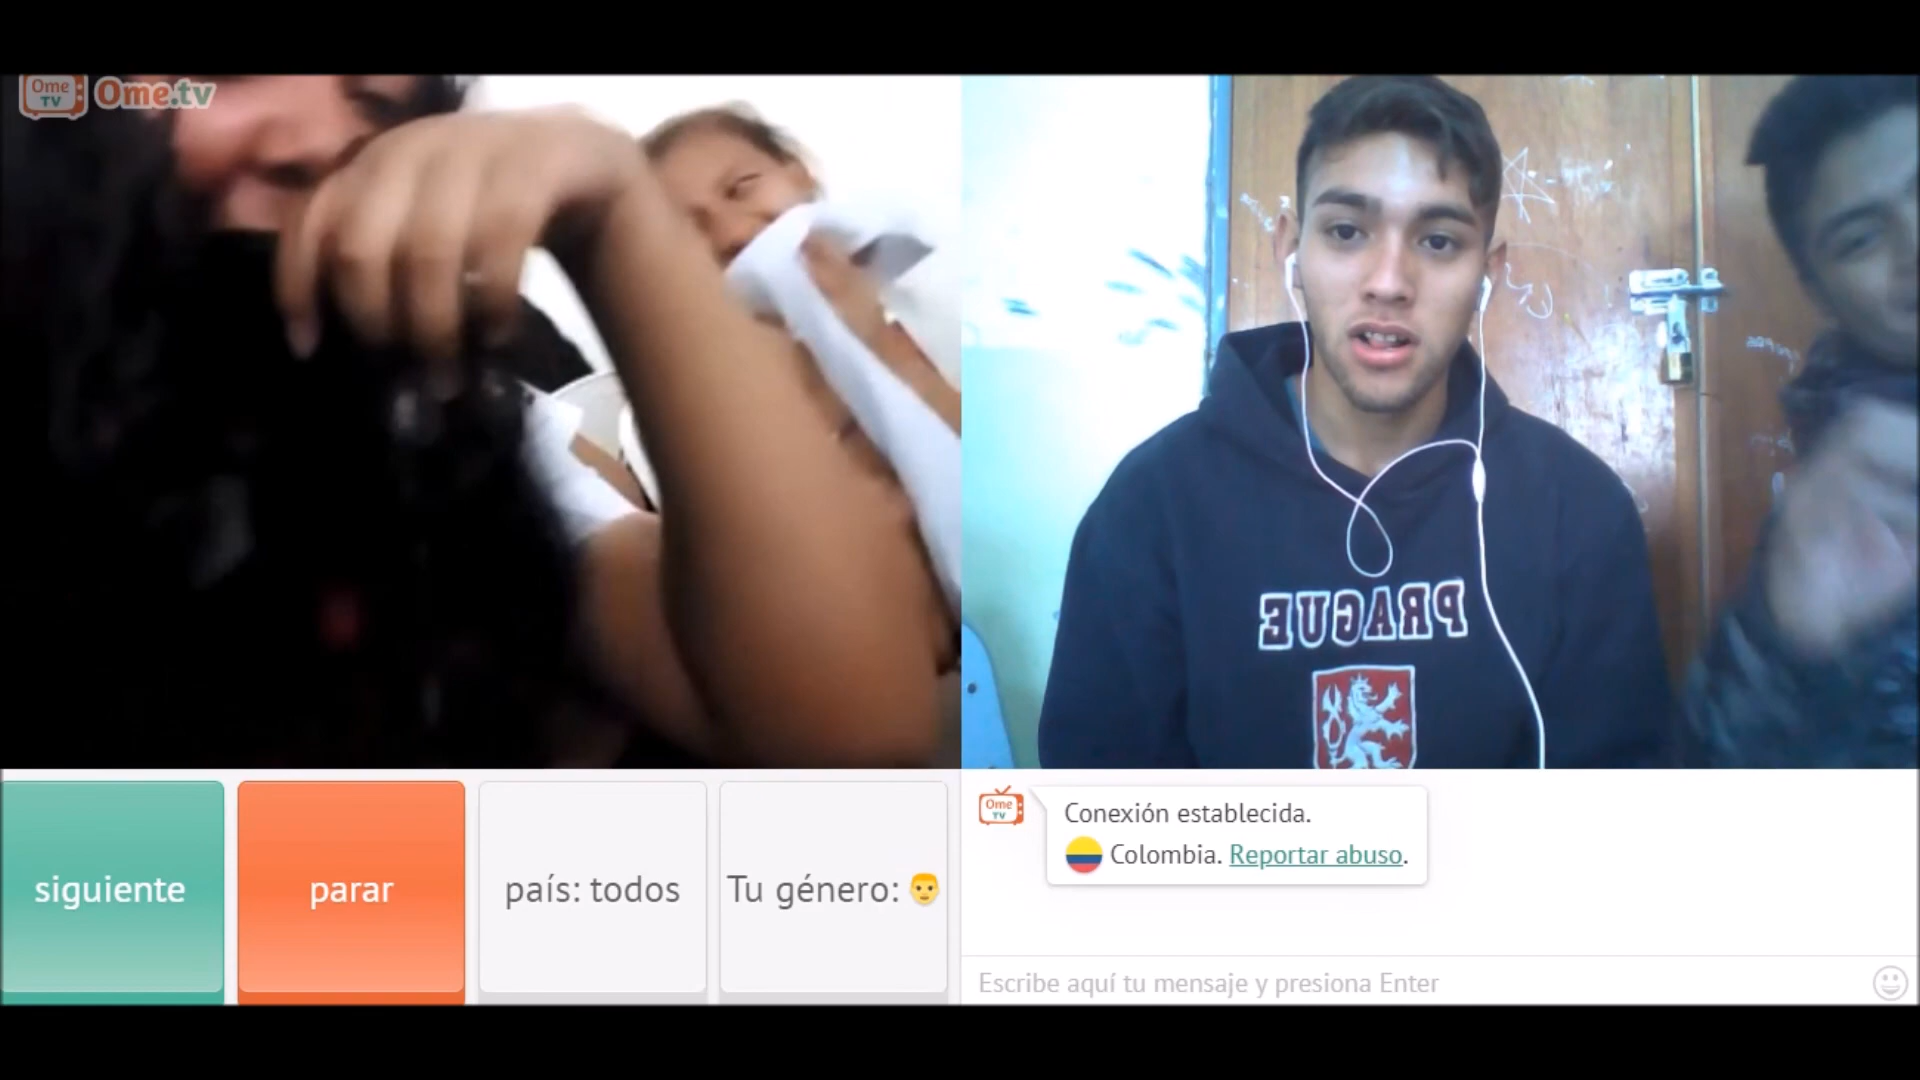 Ome
TV
Ome.tv
PRAGUE
siguiente
parar
país: todos
Tu género:
Ome
TV
Conexión establecida.
Colombia. Reportar abuso.
Escribe aquí tu mensaje y presiona Enter